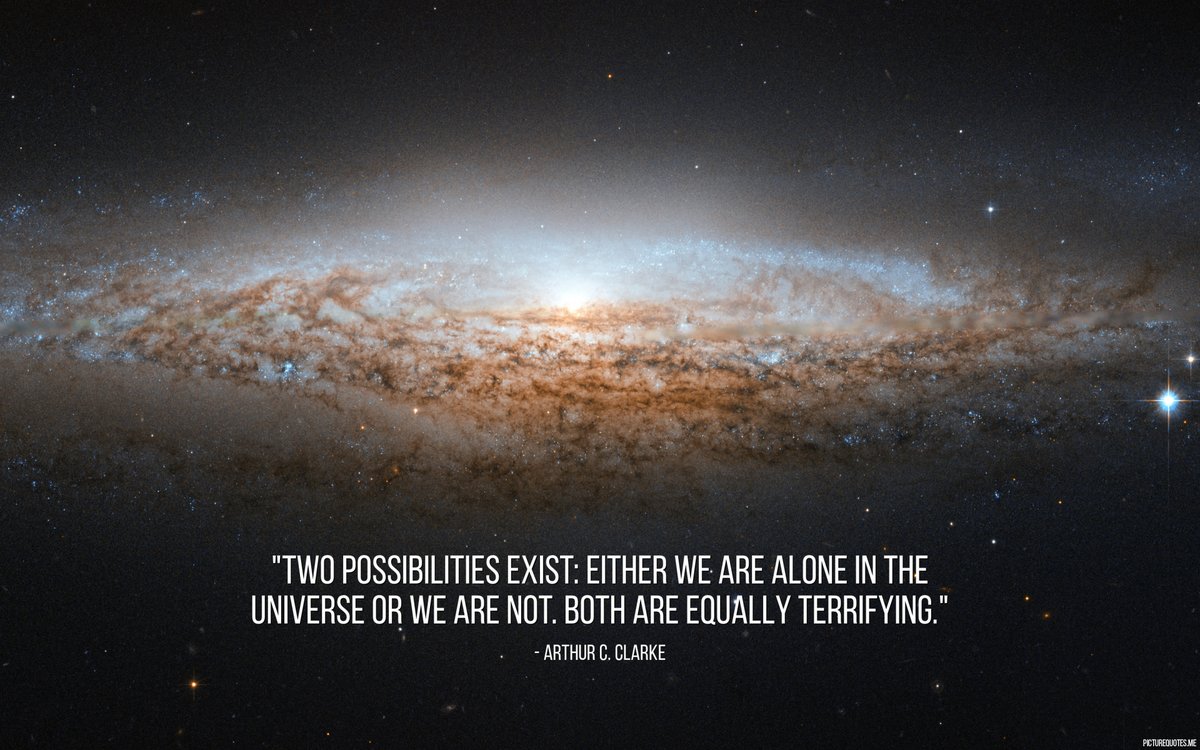 "TWO POSSIBILITIES EXIST: EITHER WE ARE ALONE IN THE
UNIVERSE OR WE ARE NOT. BOTH ARE EQUALLY TERRIFYING."
- ARTHUR C. CLARKE
PICTUREQUOTES.ME